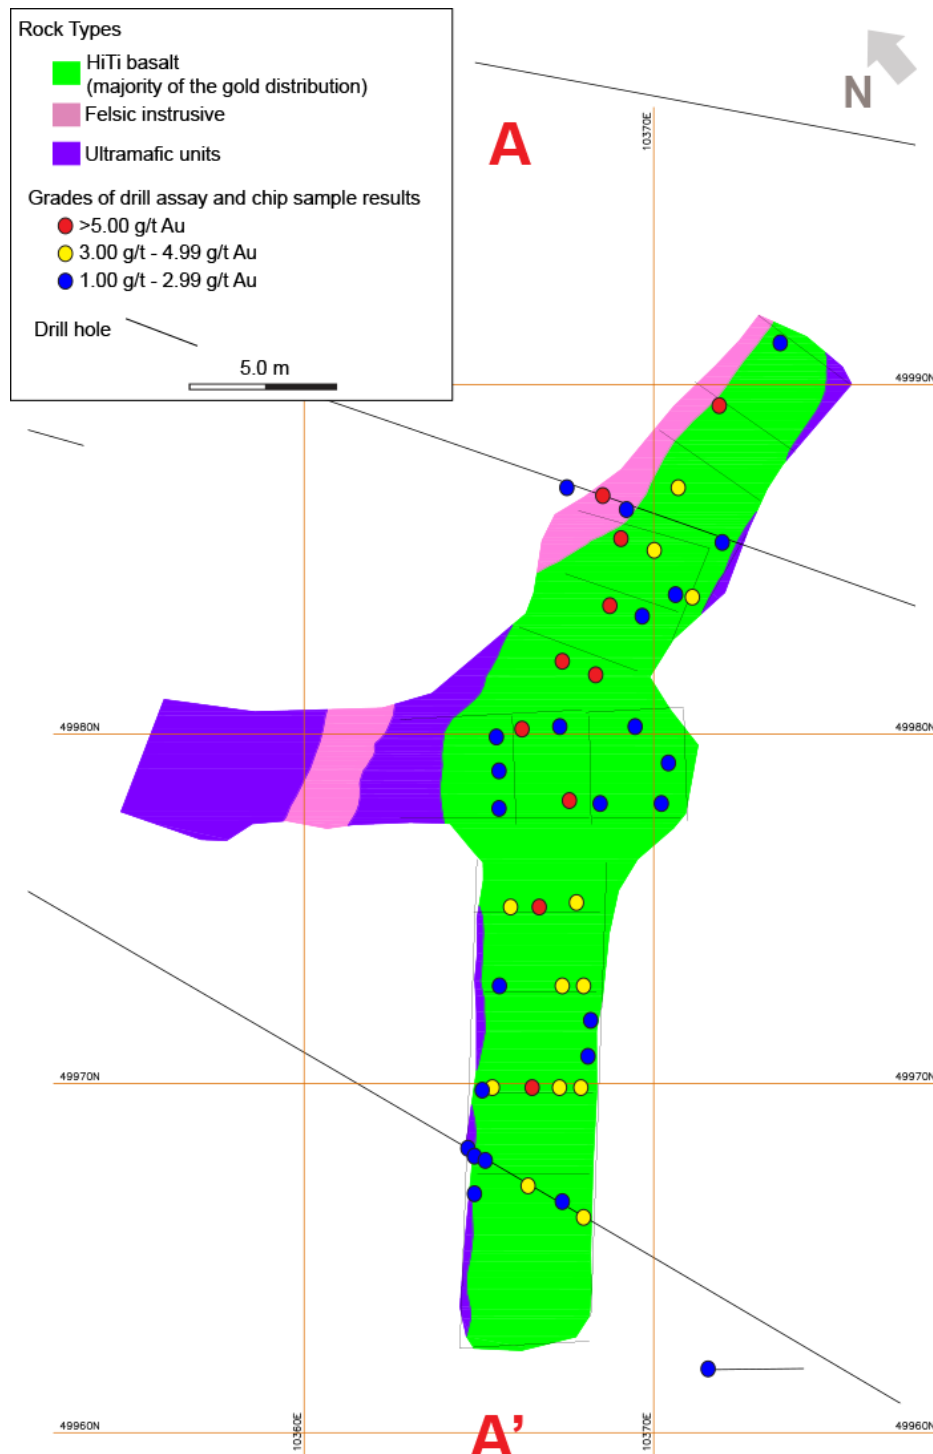 Rock Types
HiTi basalt
(majority of the gold distribution)
Felsic instrusive
Ultramafic units
Grades of drill assay and chip sample results
>5.00 g/t Au
3.00 g/t - 4.99 g/t Au
1.00 g/t - 2.99 g/t Au
Drill hole
5.0 m
N
A
10370E
49990N
49980N
49980N
49970N
49970N
49960N
10360E
A'
10370E
49960N